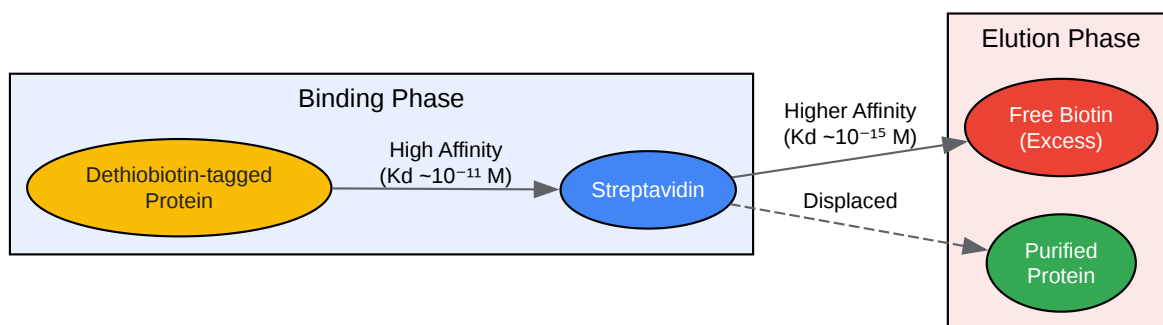 Binding Phase
Dethiobiotin-tagged
Protein
High Affinity
(Kd ~10⁻¹¹ M)
Streptavidin
Higher Affinity
(Kd ~10⁻¹⁵ M)
Displaced
Elution Phase
Free Biotin
(Excess)
Purified
Protein